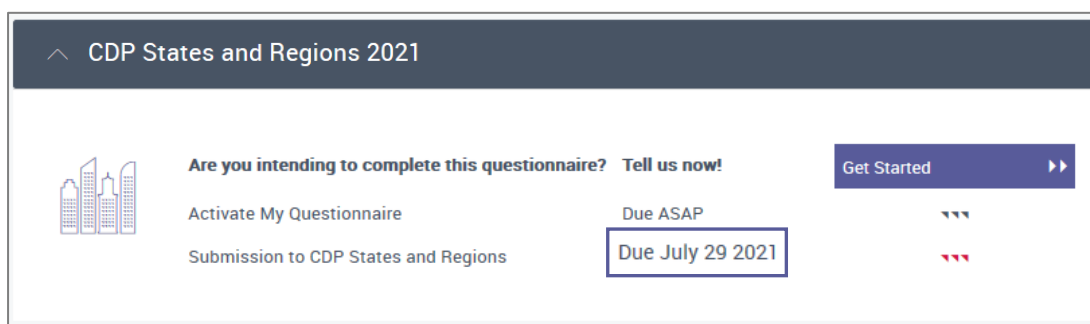 CDP States and Regions 2021
Are you intending to complete this questionnaire? Tell us now!
Get Started
Activate My Questionnaire Due ASAP
Submission to CDP States and Regions Due July 29 2021